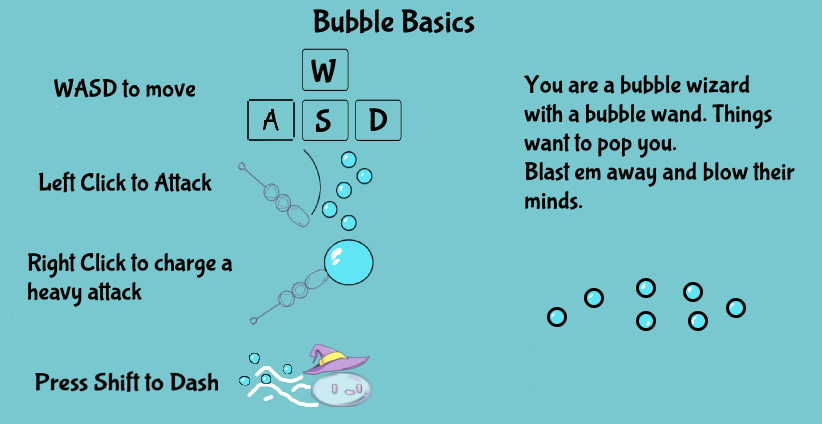 Bubble Basics
WASD to move
W
A S D
Left Click to Attack
Right Click to charge a
heavy attack
Press Shift to Dash
You are a bubble wizard
with a bubble wand. Things
want to pop you.
Blast em away and blow their
minds.